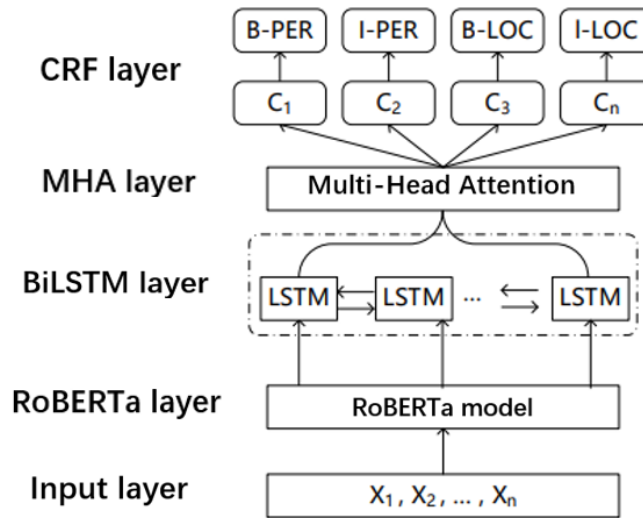 B-PER I-PER B-LOC I-LOC
CRF layer
C₁ C₂ C₃ Cₙ
MHA layer Multi-Head Attention
BiLSTM layer
LSTM LSTM ... LSTM
RoBERTa layer RoBERTa model
Input layer X₁ , X₂ , ... , Xₙ